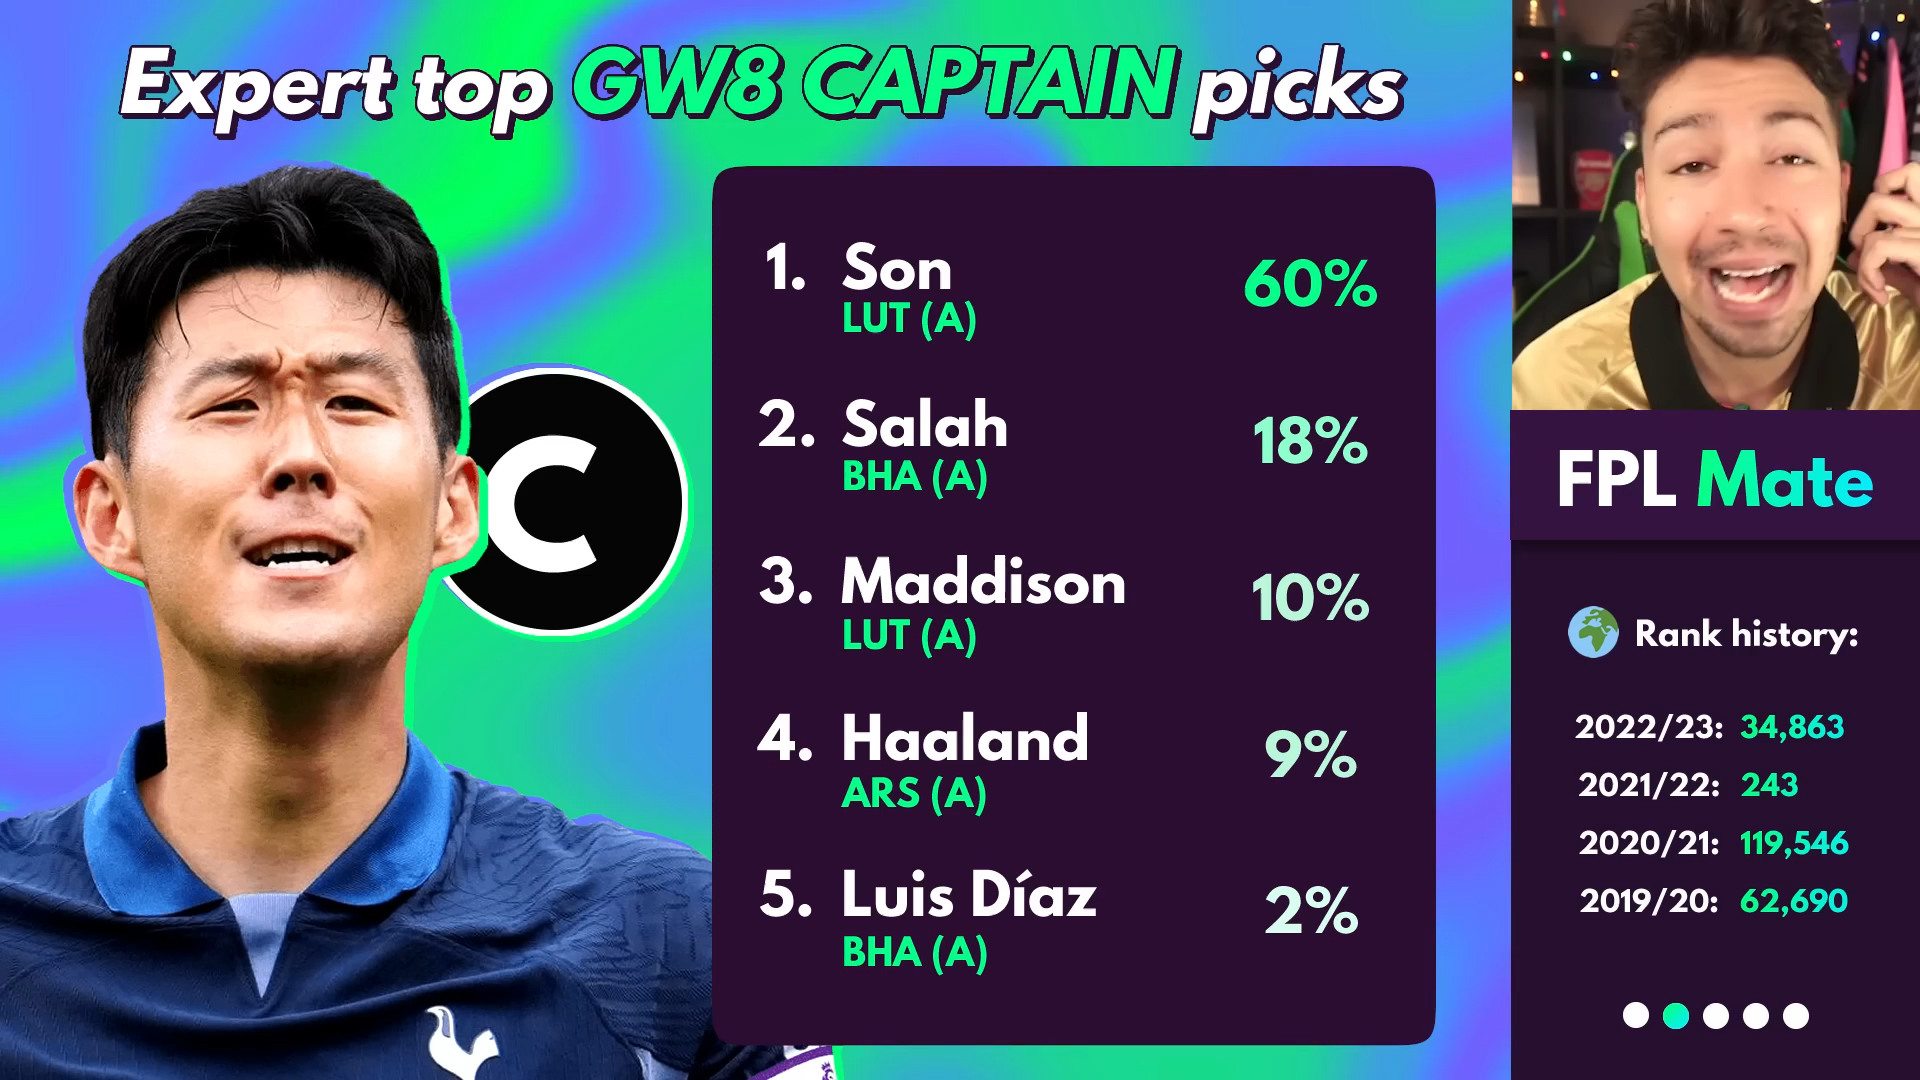 Expert top GW8 CAPTAIN picks
C
1. Son 60%
LUT (A)
2. Salah 18%
BHA (A)
3. Maddison 10%
LUT (A)
4. Haaland 9%
ARS (A)
5. Luis Díaz 2%
BHA (A)
Arsenal
FPL Mate
Rank history:
2022/23: 34,863
2021/22: 243
2020/21: 119,546
2019/20: 62,690